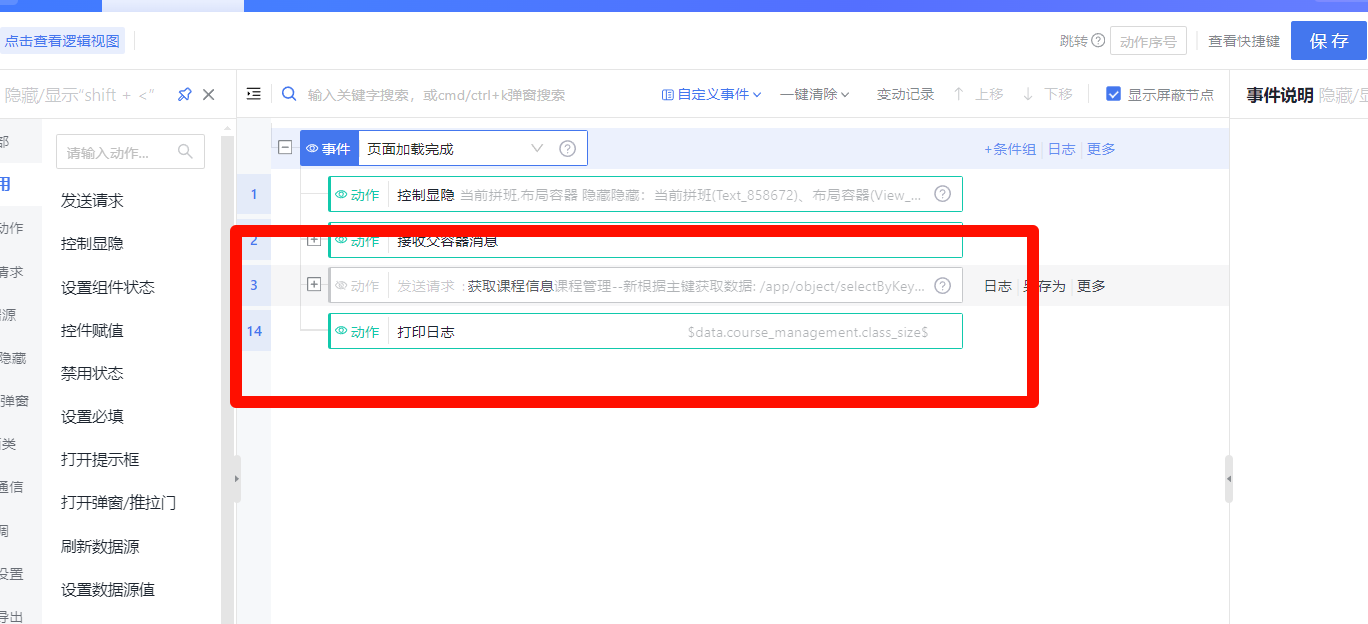 点击查看逻辑视图
跳转
动作序号
查看快捷键
保存
隐藏/显示“shift + <”
输入关键字搜索，或cmd/ctrl+k弹窗搜索
自定义事件
一键清除
变动记录
上移
下移
显示屏蔽节点
事件说明 隐藏/显
部
用
动作
请求
源
隐藏
弹窗
类
通信
调
设置
导出
请输入动作...
发送请求
控制显隐
设置组件状态
控件赋值
禁用状态
设置必填
打开提示框
打开弹窗/推拉门
刷新数据源
设置数据源值
事件 页面加载完成
+条件组 日志 更多
1 动作 控制显隐 当前拼班,布局容器 隐藏隐藏：当前拼班(Text_858672)、布局容器(View_...
2 动作 接收父容器消息
3 动作 发送请求 : 获取课程信息课程管理--新根据主键获取数据: /app/object/selectByKey...
日志 另存为 更多
14 动作 打印日志 $data.course_management.class_size$